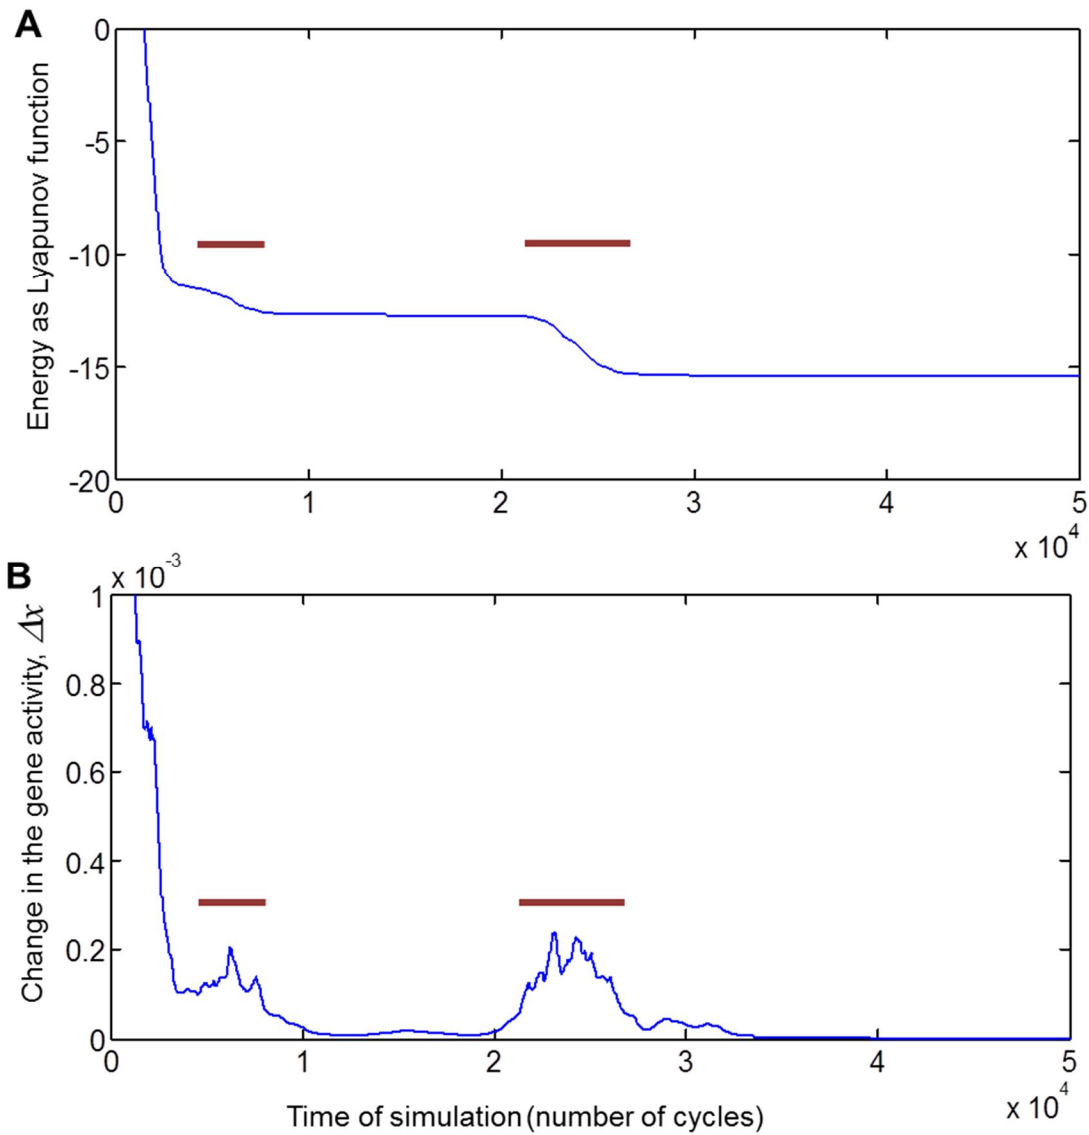 A
Energy as Lyapunov function
0
-5
-10
-15
-20
0 1 2 3 4 5
x 10^4
B
x 10^-3
Change in the gene activity, Δx
1
0.8
0.6
0.4
0.2
0
0 1 2 3 4 5
x 10^4
Time of simulation (number of cycles)